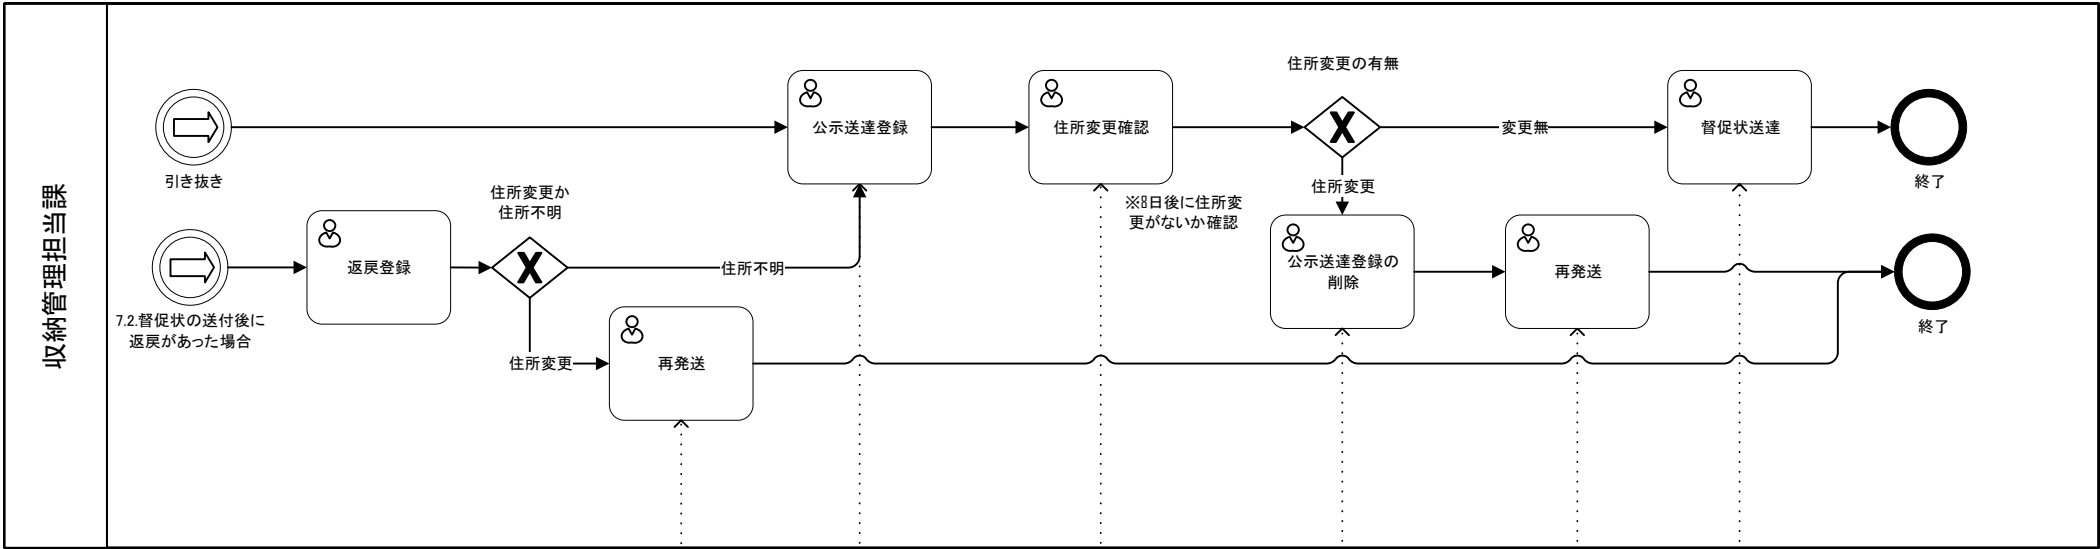 収納管理担当課
引き抜き
公示送達登録
住所変更確認
住所変更の有無
変更無
督促状送達
終了
住所変更
※8日後に住所変
更がないか確認
7.2.督促状の送付後に
返戻があった場合
返戻登録
住所変更か
住所不明
住所不明
住所変更
再発送
公示送達登録の
削除
再発送
終了